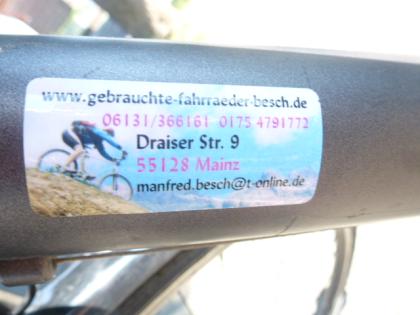 www.gebrauchte-fahrraeder-besch.de
06131/366161 0175 4791772
Draiser Str. 9
55128 Mainz
manfred.besch@t-online.de